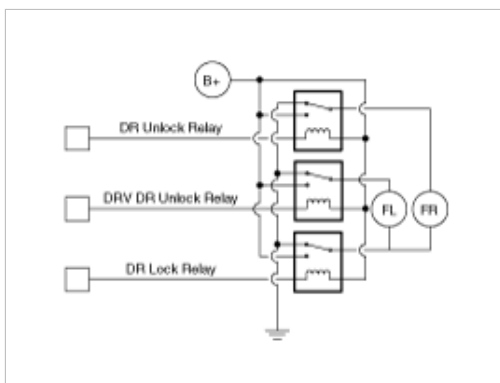 B+
DR Unlock Relay
DRV DR Unlock Relay
FL
FR
DR Lock Relay